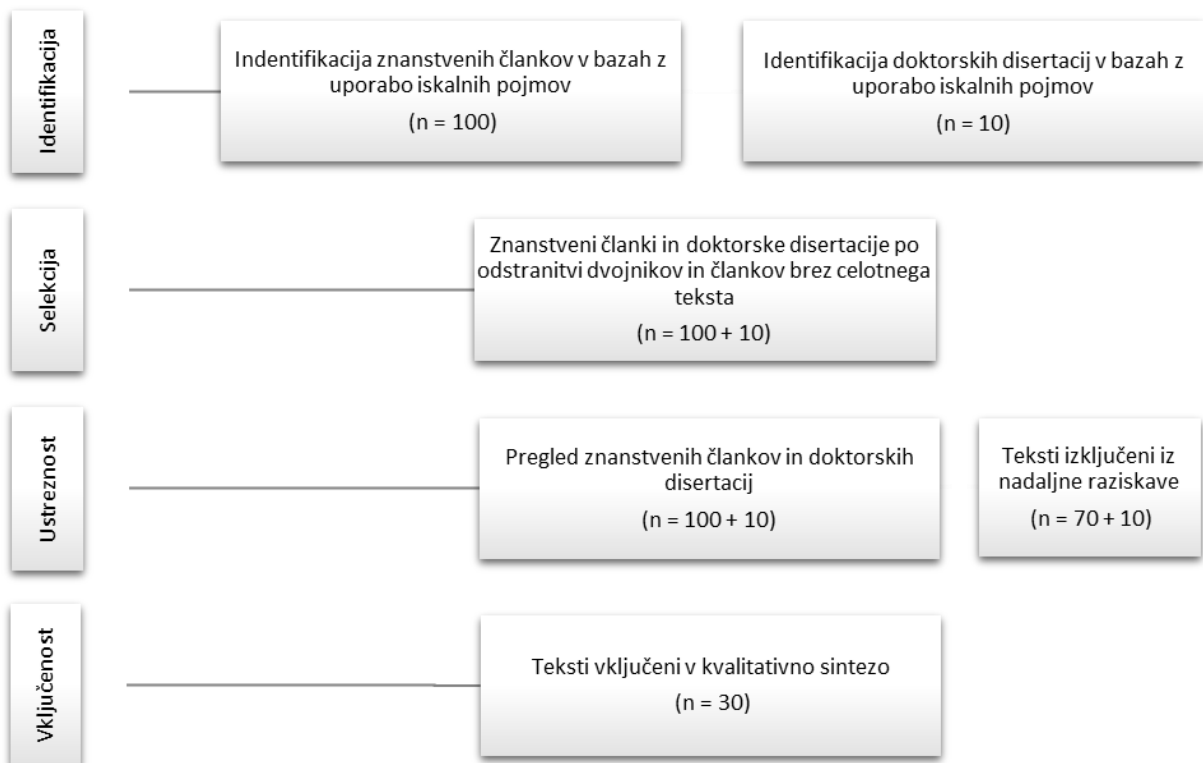 Identifikacija
Indentifikacija znanstvenih člankov v bazah z
uporabo iskalnih pojmov
(n = 100)
Identifikacija doktorskih disertacij v bazah z
uporabo iskalnih pojmov
(n = 10)
Selekcija
Znanstveni članki in doktorske disertacije po
odstranitvi dvojnikov in člankov brez celotnega
teksta
(n = 100 + 10)
Ustreznost
Pregled znanstvenih člankov in doktorskih
disertacij
(n = 100 + 10)
Teksti izključeni iz
nadaljne raziskave
(n = 70 + 10)
Vključenost
Teksti vključeni v kvalitativno sintezo
(n = 30)